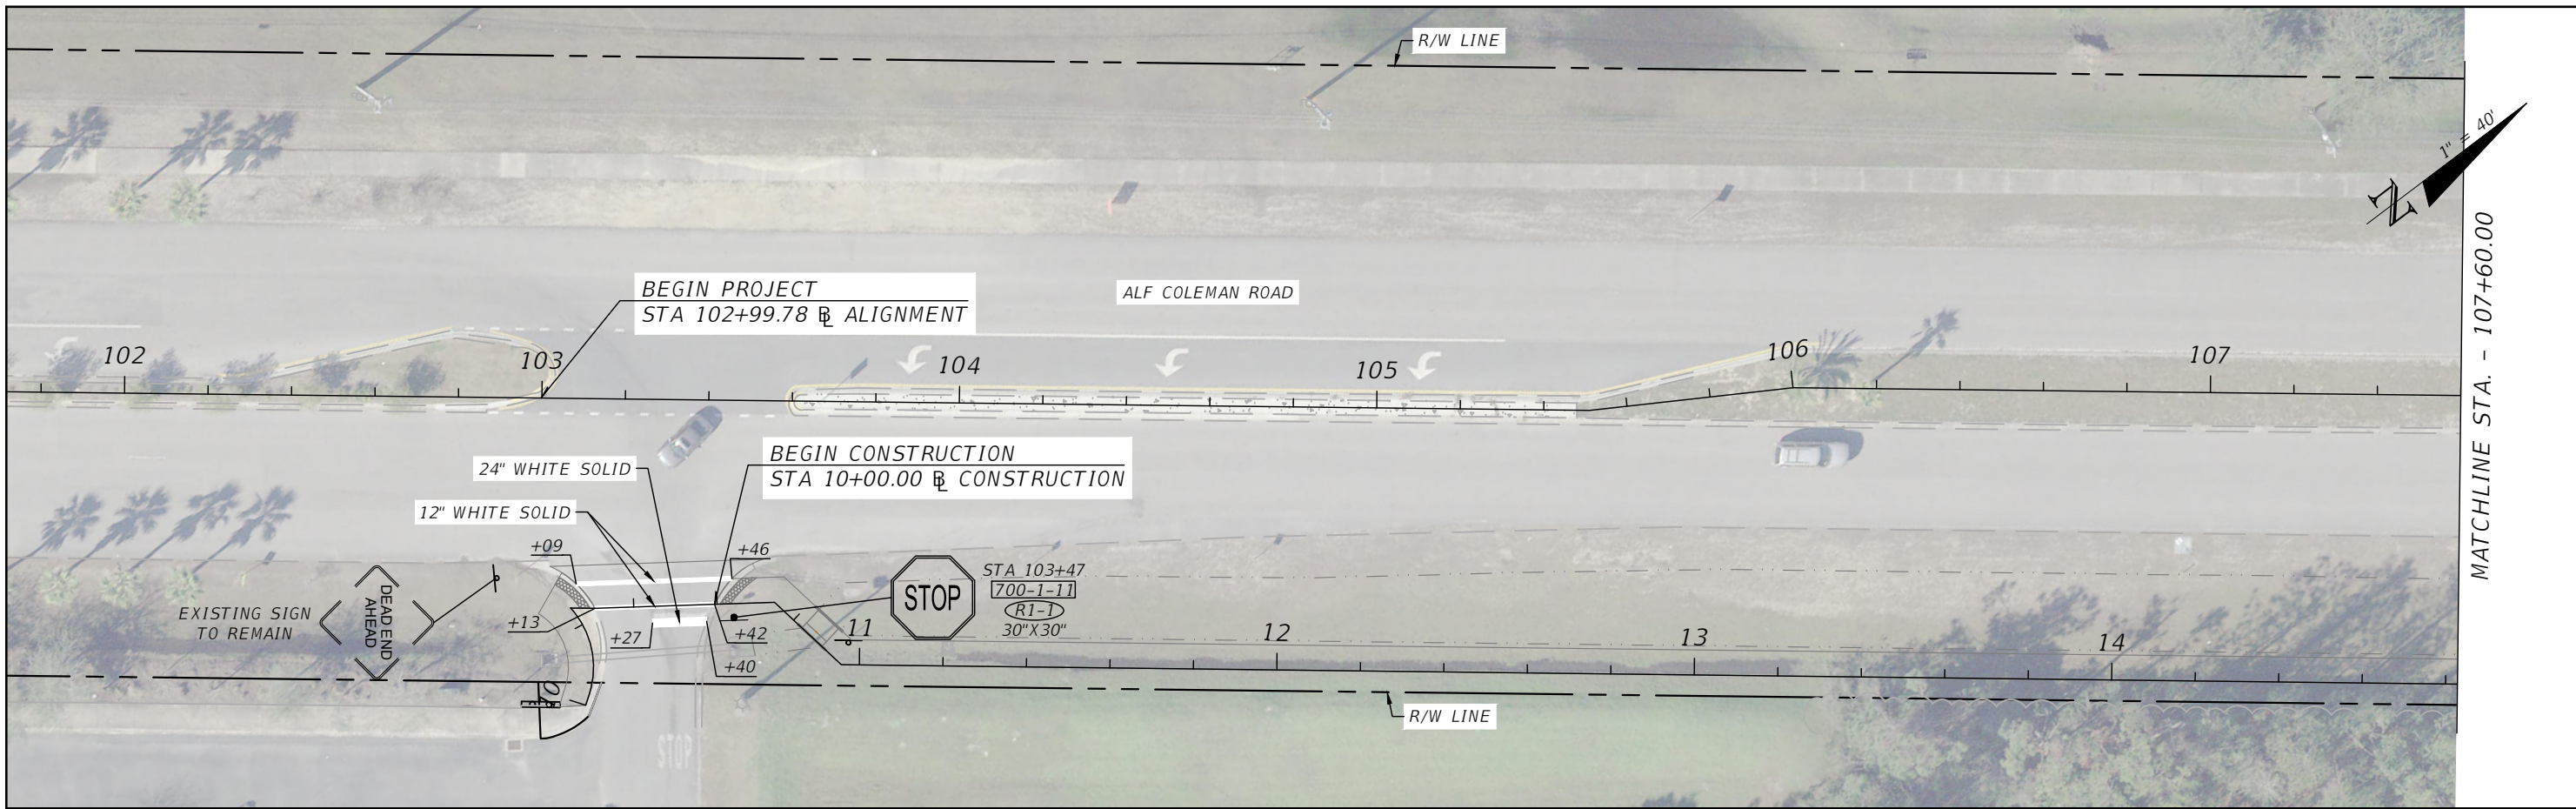 R/W LINE
1" = 40'
N
BEGIN PROJECT
STA 102+99.78 BL ALIGNMENT
ALF COLEMAN ROAD
102
103
104
105
106
107
MATCHLINE STA. - 107+60.00
BEGIN CONSTRUCTION
STA 10+00.00 BL CONSTRUCTION
24" WHITE SOLID
12" WHITE SOLID
+09
+46
+13
+27
+42
+40
STOP
STA 103+47
700-1-11
R1-1
30"X30"
EXISTING SIGN
TO REMAIN
DEAD END
AHEAD
10
11
12
13
14
R/W LINE
STOP